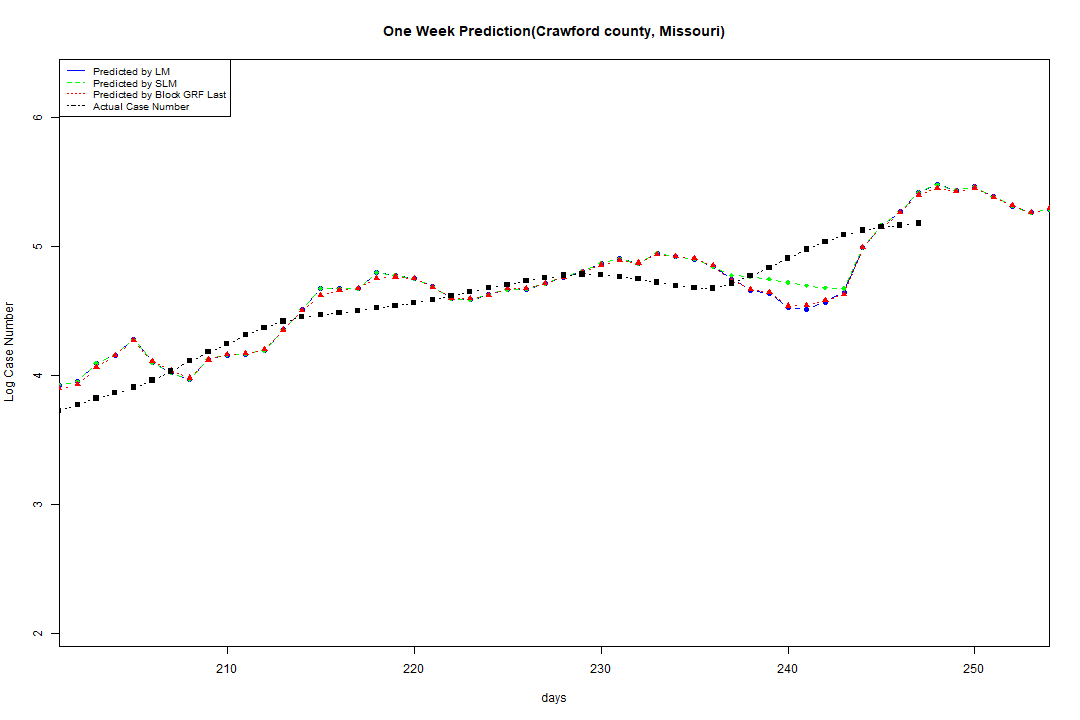 One Week Prediction(Crawford county, Missouri)
Predicted by LM
Predicted by SLM
Predicted by Block GRF Last
Actual Case Number
6
5
4
3
2
Log Case Number
210 220 230 240 250
days